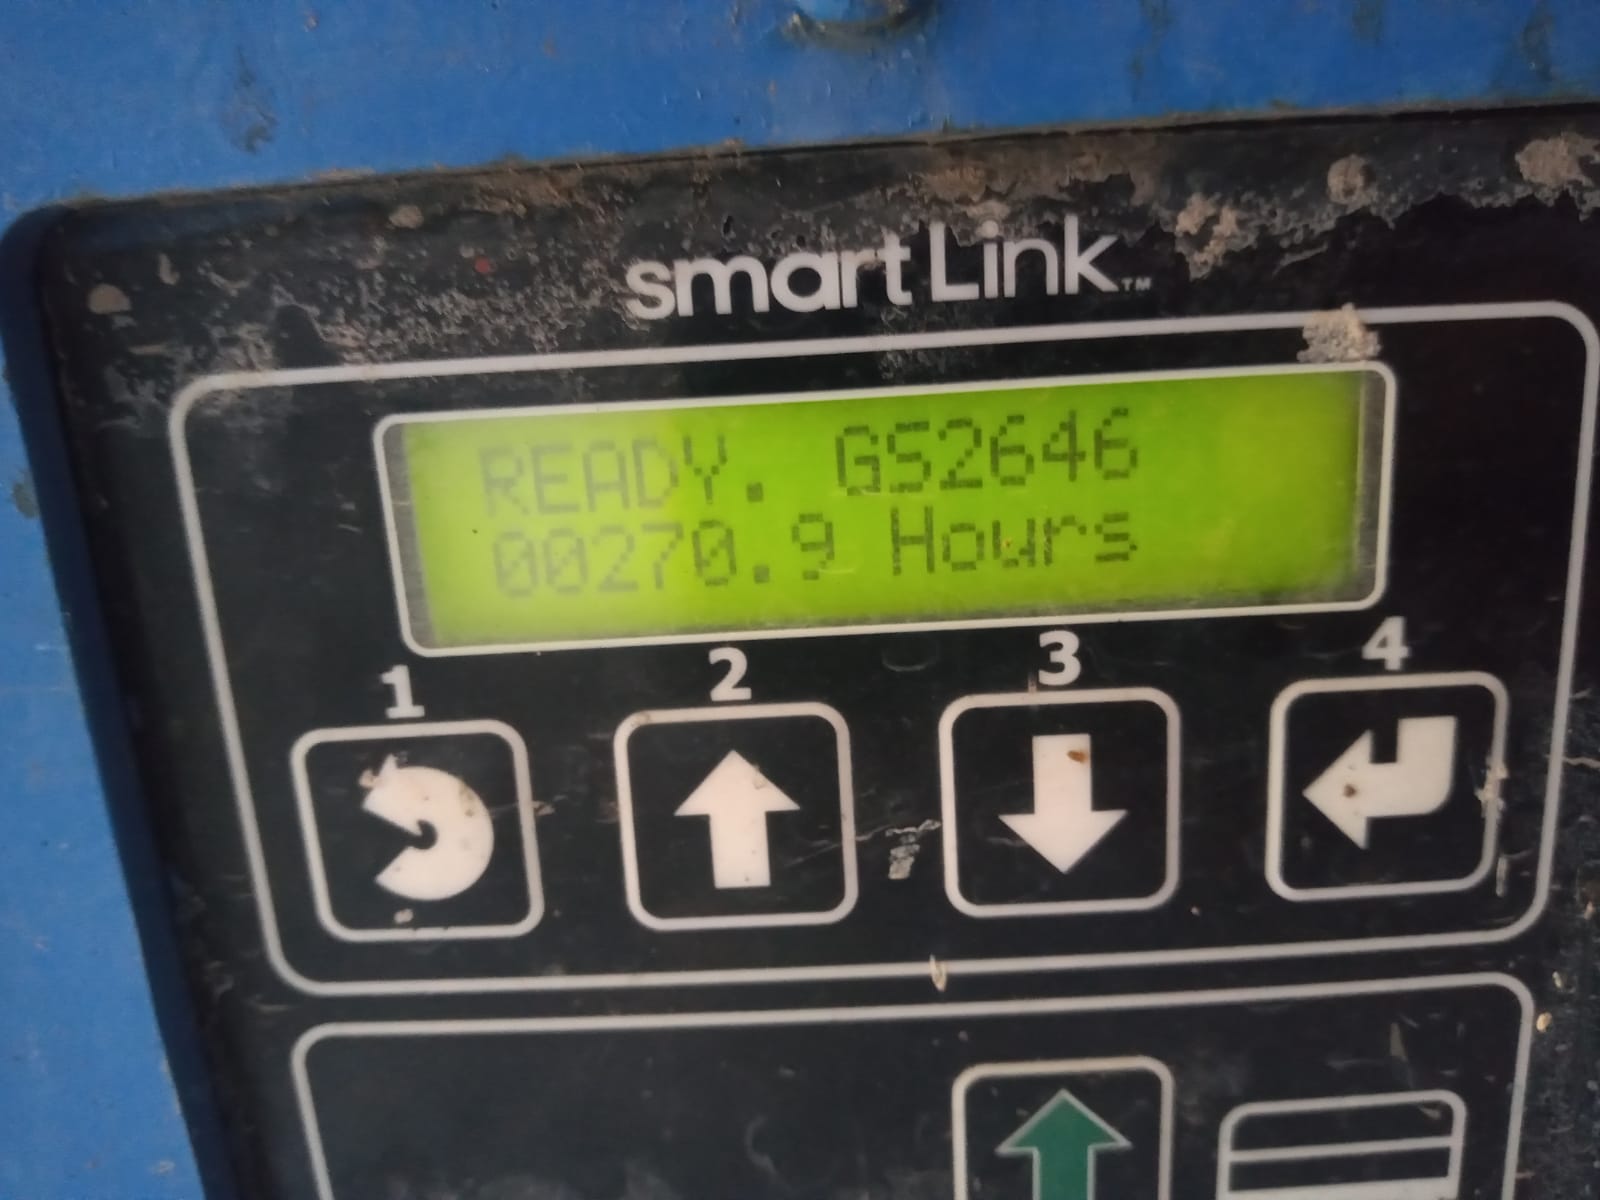 smart Link™
READY. GS2646
00270.9 Hours
1 2 3 4